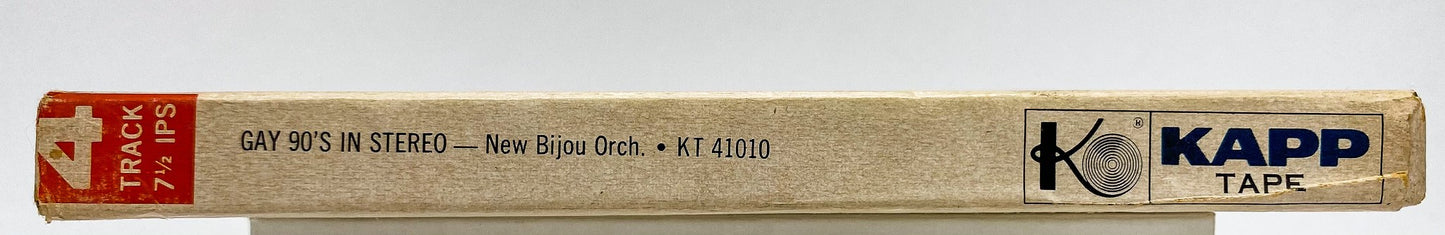 4
TRACK
7½ IPS
GAY 90'S IN STEREO — New Bijou Orch. • KT 41010
K ®
KAPP
TAPE